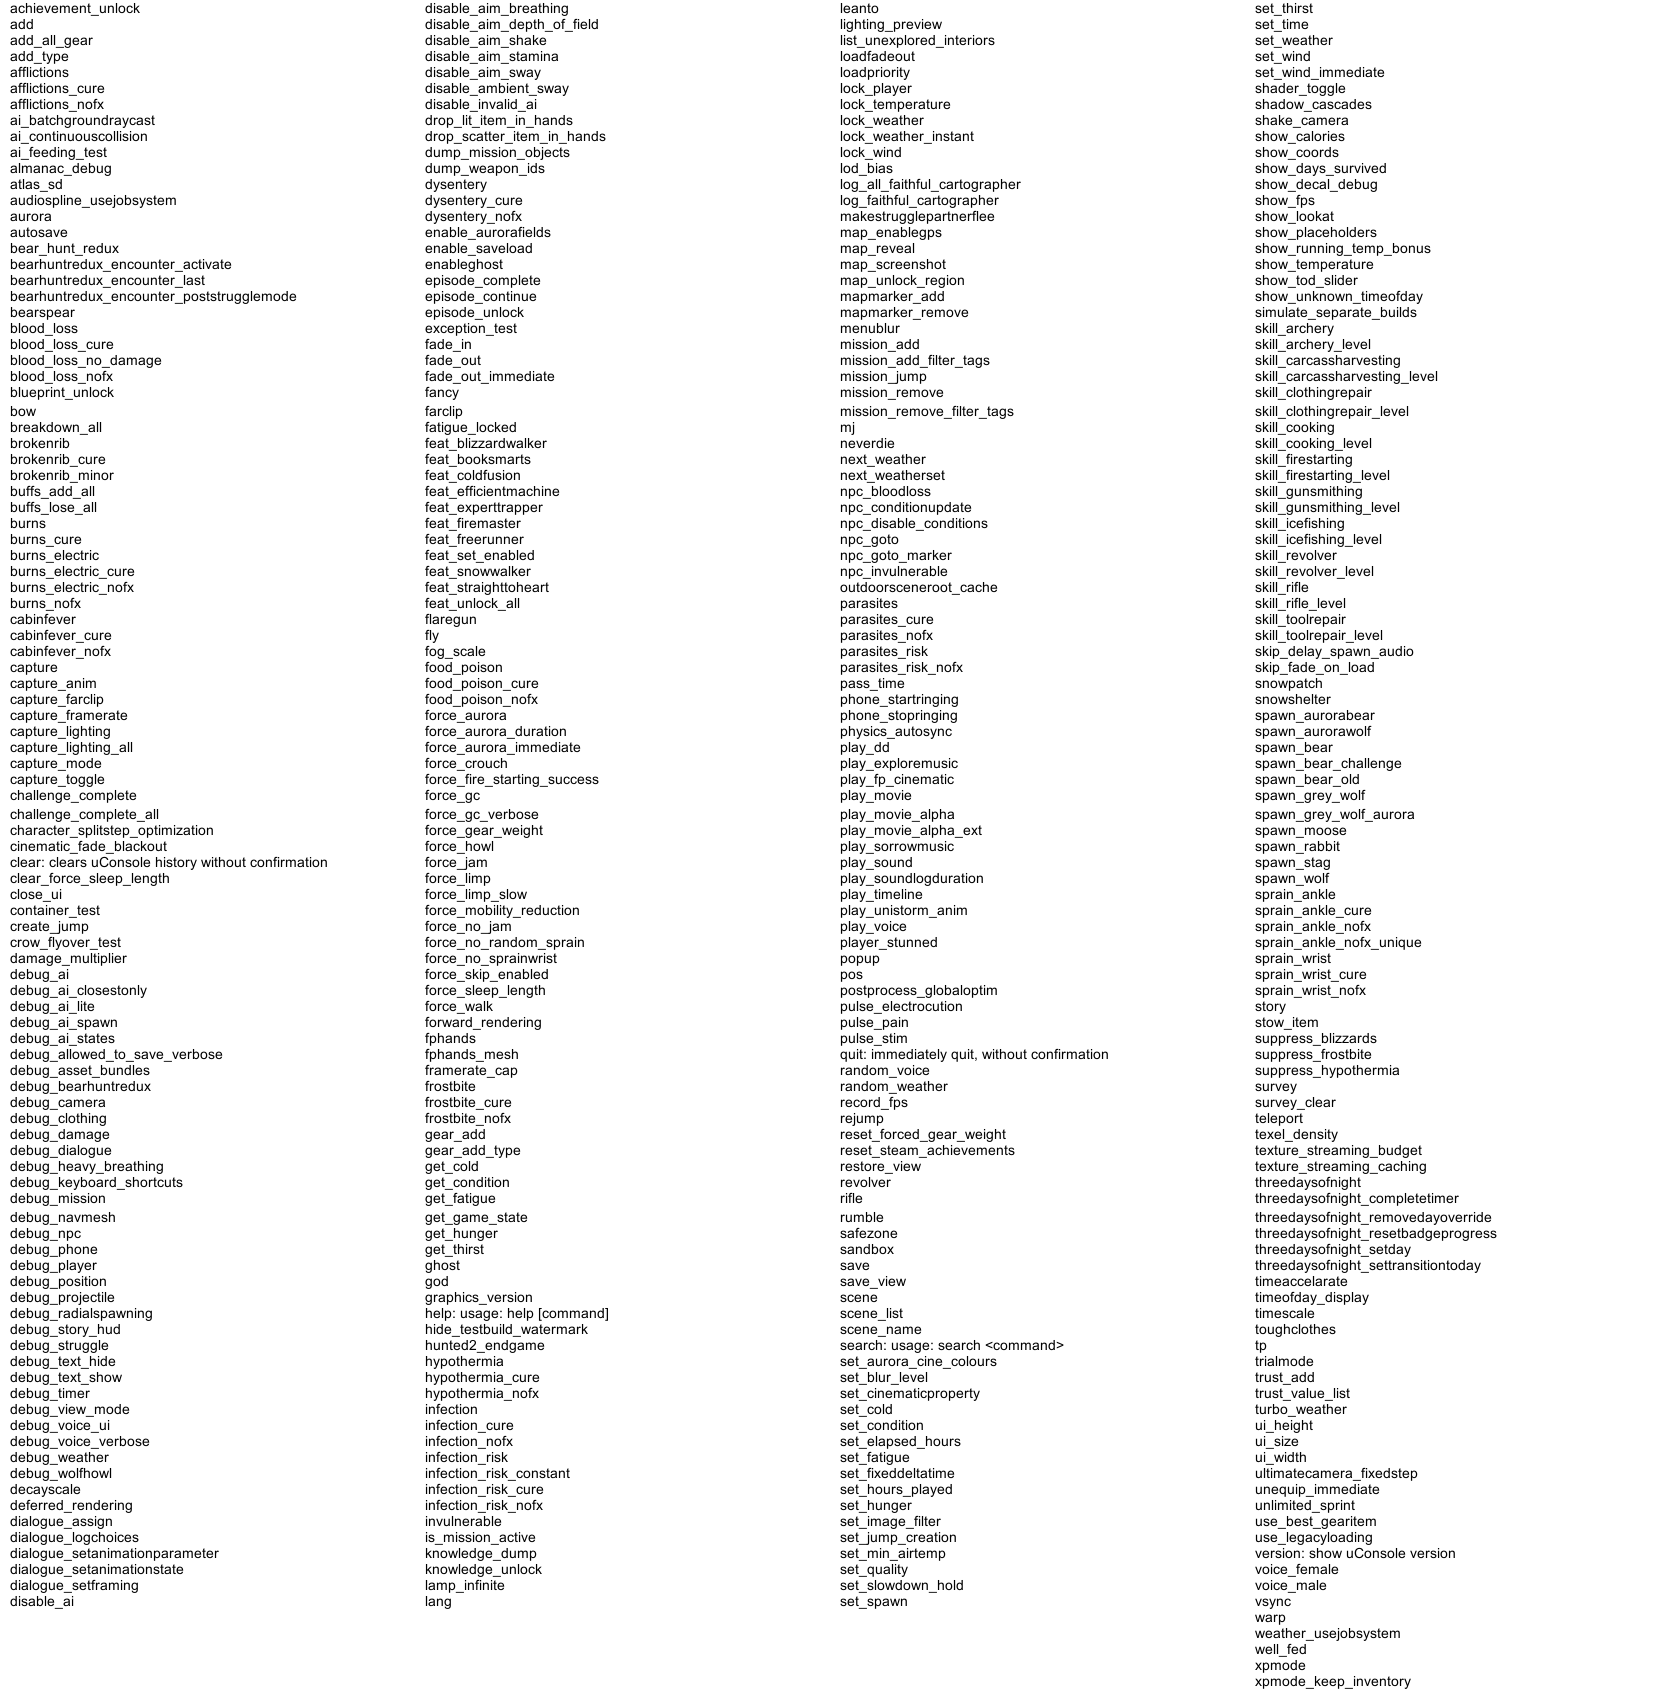 achievement_unlock
add
add_all_gear
add_type
afflictions
afflictions_cure
afflictions_nofx
ai_batchgroundraycast
ai_continuouscollision
ai_feeding_test
almanac_debug
atlas_sd
audiospline_usejobsystem
aurora
autosave
bear_hunt_redux
bearhuntredux_encounter_activate
bearhuntredux_encounter_last
bearhuntredux_encounter_poststrugglemode
bearspear
blood_loss
blood_loss_cure
blood_loss_no_damage
blood_loss_nofx
blueprint_unlock
bow
breakdown_all
brokenrib
brokenrib_cure
brokenrib_minor
buffs_add_all
buffs_lose_all
burns
burns_cure
burns_electric
burns_electric_cure
burns_electric_nofx
burns_nofx
cabinfever
cabinfever_cure
cabinfever_nofx
capture
capture_anim
capture_farclip
capture_framerate
capture_lighting
capture_lighting_all
capture_mode
capture_toggle
challenge_complete
challenge_complete_all
character_splitstep_optimization
cinematic_fade_blackout
clear: clears uConsole history without confirmation
clear_force_sleep_length
close_ui
container_test
create_jump
crow_flyover_test
damage_multiplier
debug_ai
debug_ai_closestonly
debug_ai_lite
debug_ai_spawn
debug_ai_states
debug_allowed_to_save_verbose
debug_asset_bundles
debug_bearhuntredux
debug_camera
debug_clothing
debug_damage
debug_dialogue
debug_heavy_breathing
debug_keyboard_shortcuts
debug_mission
debug_navmesh
debug_npc
debug_phone
debug_player
debug_position
debug_projectile
debug_radialspawning
debug_story_hud
debug_struggle
debug_text_hide
debug_text_show
debug_timer
debug_view_mode
debug_voice_ui
debug_voice_verbose
debug_weather
debug_wolfhowl
decayscale
deferred_rendering
dialogue_assign
dialogue_logchoices
dialogue_setanimationparameter
dialogue_setanimationstate
dialogue_setframing
disable_ai
disable_aim_breathing
disable_aim_depth_of_field
disable_aim_shake
disable_aim_stamina
disable_aim_sway
disable_ambient_sway
disable_invalid_ai
drop_lit_item_in_hands
drop_scatter_item_in_hands
dump_mission_objects
dump_weapon_ids
dysentery
dysentery_cure
dysentery_nofx
enable_aurorafields
enable_saveload
enableghost
episode_complete
episode_continue
episode_unlock
exception_test
fade_in
fade_out
fade_out_immediate
fancy
farclip
fatigue_locked
feat_blizzardwalker
feat_booksmarts
feat_coldfusion
feat_efficientmachine
feat_experttrapper
feat_firemaster
feat_freerunner
feat_set_enabled
feat_snowwalker
feat_straighttoheart
feat_unlock_all
flaregun
fly
fog_scale
food_poison
food_poison_cure
food_poison_nofx
force_aurora
force_aurora_duration
force_aurora_immediate
force_crouch
force_fire_starting_success
force_gc
force_gc_verbose
force_gear_weight
force_howl
force_jam
force_limp
force_limp_slow
force_mobility_reduction
force_no_jam
force_no_random_sprain
force_no_sprainwrist
force_skip_enabled
force_sleep_length
force_walk
forward_rendering
fphands
fphands_mesh
framerate_cap
frostbite
frostbite_cure
frostbite_nofx
gear_add
gear_add_type
get_cold
get_condition
get_fatigue
get_game_state
get_hunger
get_thirst
ghost
god
graphics_version
help: usage: help [command]
hide_testbuild_watermark
hunted2_endgame
hypothermia
hypothermia_cure
hypothermia_nofx
infection
infection_cure
infection_nofx
infection_risk
infection_risk_constant
infection_risk_cure
infection_risk_nofx
invulnerable
is_mission_active
knowledge_dump
knowledge_unlock
lamp_infinite
lang
leanto
lighting_preview
list_unexplored_interiors
loadfadeout
loadpriority
lock_player
lock_temperature
lock_weather
lock_weather_instant
lock_wind
lod_bias
log_all_faithful_cartographer
log_faithful_cartographer
makestrugglepartnerflee
map_enablegps
map_reveal
map_screenshot
map_unlock_region
mapmarker_add
mapmarker_remove
menublur
mission_add
mission_add_filter_tags
mission_jump
mission_remove
mission_remove_filter_tags
mj
neverdie
next_weather
next_weatherset
npc_bloodloss
npc_conditionupdate
npc_disable_conditions
npc_goto
npc_goto_marker
npc_invulnerable
outdoorsceneroot_cache
parasites
parasites_cure
parasites_nofx
parasites_risk
parasites_risk_nofx
pass_time
phone_startringing
phone_stopringing
physics_autosync
play_dd
play_exploremusic
play_fp_cinematic
play_movie
play_movie_alpha
play_movie_alpha_ext
play_sorrowmusic
play_sound
play_soundlogduration
play_timeline
play_unistorm_anim
play_voice
player_stunned
popup
pos
postprocess_globaloptim
pulse_electrocution
pulse_pain
pulse_stim
quit: immediately quit, without confirmation
random_voice
random_weather
record_fps
rejump
reset_forced_gear_weight
reset_steam_achievements
restore_view
revolver
rifle
rumble
safezone
sandbox
save
save_view
scene
scene_list
scene_name
search: usage: search <command>
set_aurora_cine_colours
set_blur_level
set_cinematicproperty
set_cold
set_condition
set_elapsed_hours
set_fatigue
set_fixeddeltatime
set_hours_played
set_hunger
set_image_filter
set_jump_creation
set_min_airtemp
set_quality
set_slowdown_hold
set_spawn
set_thirst
set_time
set_weather
set_wind
set_wind_immediate
shader_toggle
shadow_cascades
shake_camera
show_calories
show_coords
show_days_survived
show_decal_debug
show_fps
show_lookat
show_placeholders
show_running_temp_bonus
show_temperature
show_tod_slider
show_unknown_timeofday
simulate_separate_builds
skill_archery
skill_archery_level
skill_carcassharvesting
skill_carcassharvesting_level
skill_clothingrepair
skill_clothingrepair_level
skill_cooking
skill_cooking_level
skill_firestarting
skill_firestarting_level
skill_gunsmithing
skill_gunsmithing_level
skill_icefishing
skill_icefishing_level
skill_revolver
skill_revolver_level
skill_rifle
skill_rifle_level
skill_toolrepair
skill_toolrepair_level
skip_delay_spawn_audio
skip_fade_on_load
snowpatch
snowshelter
spawn_aurorabear
spawn_aurorawolf
spawn_bear
spawn_bear_challenge
spawn_bear_old
spawn_grey_wolf
spawn_grey_wolf_aurora
spawn_moose
spawn_rabbit
spawn_stag
spawn_wolf
sprain_ankle
sprain_ankle_cure
sprain_ankle_nofx
sprain_ankle_nofx_unique
sprain_wrist
sprain_wrist_cure
sprain_wrist_nofx
story
stow_item
suppress_blizzards
suppress_frostbite
suppress_hypothermia
survey
survey_clear
teleport
texel_density
texture_streaming_budget
texture_streaming_caching
threedaysofnight
threedaysofnight_completetimer
threedaysofnight_removedayoverride
threedaysofnight_resetbadgeprogress
threedaysofnight_setday
threedaysofnight_settransitiontoday
timeaccelarate
timeofday_display
timescale
toughclothes
tp
trialmode
trust_add
trust_value_list
turbo_weather
ui_height
ui_size
ui_width
ultimatecamera_fixedstep
unequip_immediate
unlimited_sprint
use_best_gearitem
use_legacyloading
version: show uConsole version
voice_female
voice_male
vsync
warp
weather_usejobsystem
well_fed
xpmode
xpmode_keep_inventory